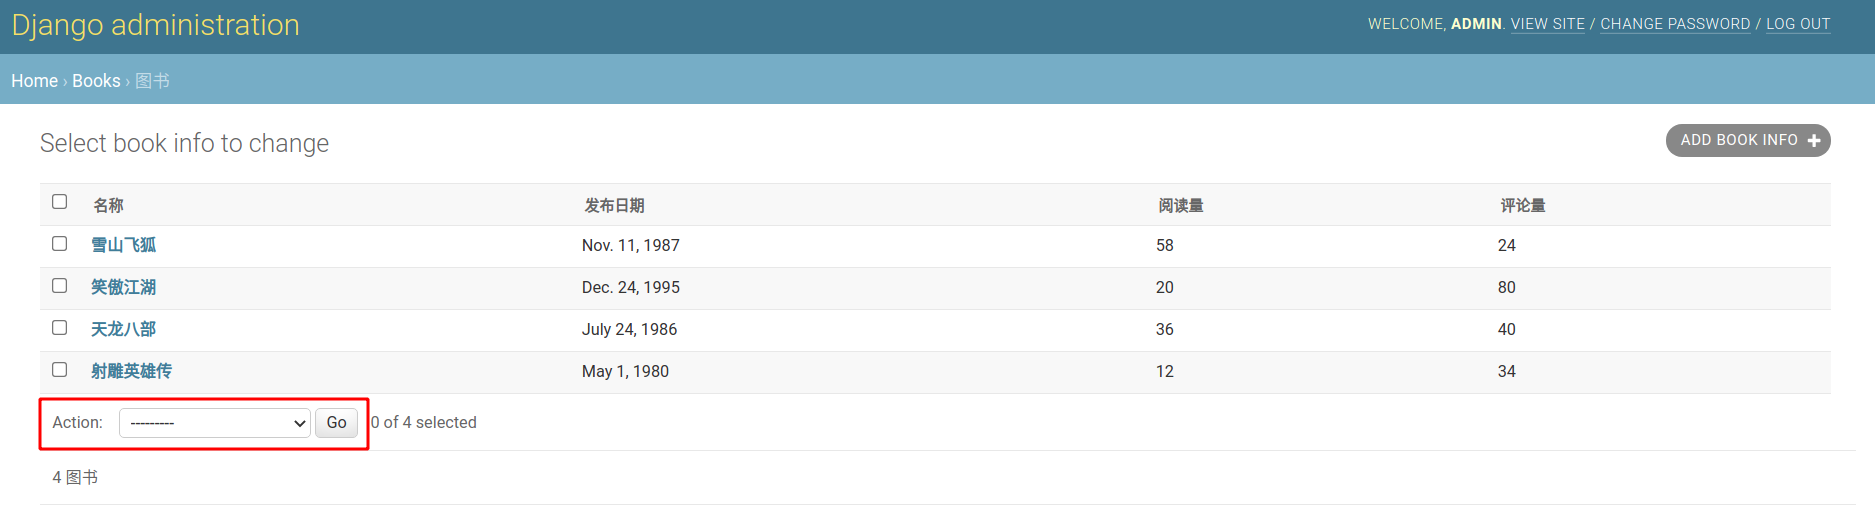 Django administration
WELCOME, ADMIN. VIEW SITE / CHANGE PASSWORD / LOG OUT
Home › Books › 图书
Select book info to change
ADD BOOK INFO +
名称 发布日期 阅读量 评论量
雪山飞狐 Nov. 11, 1987 58 24
笑傲江湖 Dec. 24, 1995 20 80
天龙八部 July 24, 1986 36 40
射雕英雄传 May 1, 1980 12 34
Action: --------- Go 0 of 4 selected
4 图书